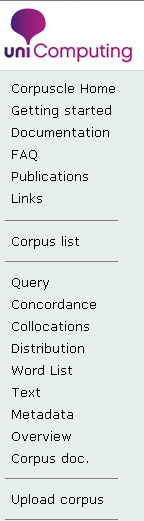 uni Computing
Corpuscle Home
Getting started
Documentation
FAQ
Publications
Links
Corpus list
Query
Concordance
Collocations
Distribution
Word List
Text
Metadata
Overview
Corpus doc.
Upload corpus